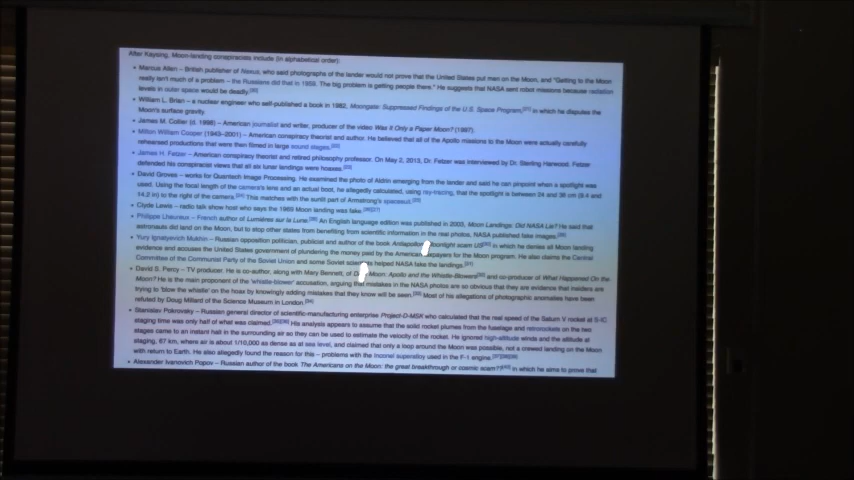 After Kaysing, Moon-landing conspiracists include (in alphabetical order):
• Marcus Allen – British publisher of Nexus, who said photographs of the lander would not prove that the United States put men on the Moon, and "Getting to the Moon
really isn't much of a problem – the Russians did that in 1959. The big problem is getting people there." He suggests that NASA sent robot missions because radiation
levels in outer space would be deadly.
• William L. Brian – a nuclear engineer who self-published a book in 1982, Moongate: Suppressed Findings of the U.S. Space Program, in which he disputes the
Moon's surface gravity.
• James M. Collier (d. 1998) – American journalist and writer, producer of the video Was It Only a Paper Moon? (1997).
• Milton William Cooper (1943–2001) – American conspiracy theorist and author. He believed that all of the Apollo missions to the Moon were actually carefully
rehearsed productions that were then filmed in large sound stages.
• James H. Fetzer – American conspiracy theorist and retired philosophy professor. On May 2, 2013, Dr. Fetzer was interviewed by Dr. Sterling Harwood. Fetzer
defended his conspiracist views that all six lunar landings were hoaxes.
• David Groves – works for Quantech Image Processing. He examined the photo of Aldrin emerging from the lander and said he can pinpoint when a spotlight was
used. Using the focal length of the camera's lens and an actual boot, he allegedly calculated, using ray-tracing, that the spotlight is between 24 and 36 cm (9.4 and
14.2 in) to the right of the camera. This matches with the sunlit part of Armstrong's spacesuit.
• Clyde Lewis – radio talk show host who says the 1969 Moon landing was fake.
• Philippe Lheureux – French author of Lumières sur la Lune. An English language edition was published in 2003, Moon Landings: Did NASA Lie? He said that
astronauts did land on the Moon, but to stop other states from benefiting from scientific information in the real photos, NASA published fake images.
• Yury Ignatyevich Mukhin – Russian opposition politician, publicist and author of the book in which he denies all Moon landing
evidence and accuses the United States government of plundering the money paid by the American taxpayers for the Moon program. He also claims the Central
Committee of the Communist Party of the Soviet Union and some Soviet scientists helped NASA fake the landings.
• David S. Percy – TV producer. He is co-author, along with Mary Bennett, of Moon: Apollo and the Whistle-Blowers and co-producer of What Happened On the
Moon? He is the main proponent of the 'whistle-blower' accusation, arguing that mistakes in the NASA photos are so obvious that they are evidence that insiders are
trying to 'blow the whistle' on the hoax by knowingly adding mistakes that they know will be seen. Most of his allegations of photographic anomalies have been
refuted by Doug Millard of the Science Museum in London.
• Stanislav Pokrovsky – Russian general director of scientific-manufacturing enterprise Project-D-MSK who calculated that the real speed of the Saturn V rocket at S-IC
staging time was only half of what was claimed. His analysis appears to assume that the solid rocket plumes from the fuselage and retrorockets on the two
stages came to an instant halt in the surrounding air so they can be used to estimate the velocity of the rocket. He ignored high-altitude winds and the altitude at
staging, 67 km, where air is about 1/10,000 as dense as at sea level, and claimed that only a loop around the Moon was possible, not a crewed landing on the Moon
with return to Earth. He also allegedly found the reason for this – problems with the Inconel superalloy used in the F-1 engine.
• Alexander Ivanovich Popov – Russian author of the book The Americans on the Moon: the great breakthrough or cosmic scam? in which he aims to prove that